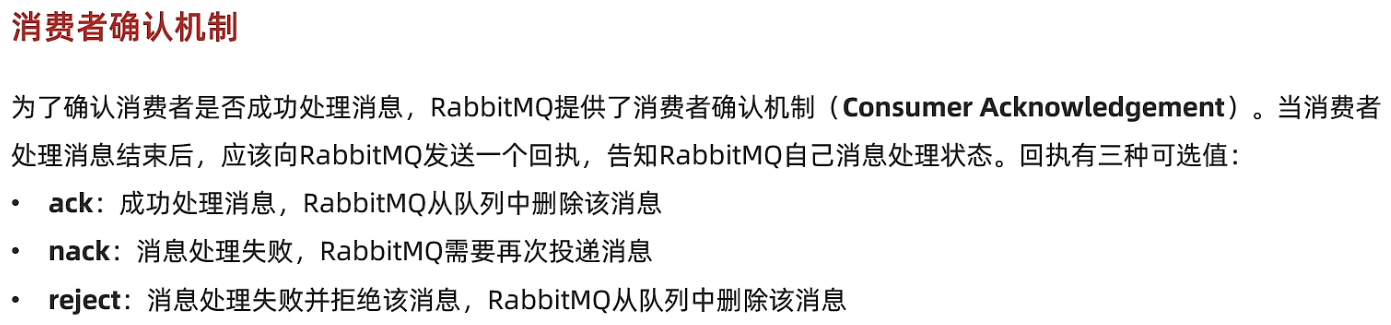 消费者确认机制
为了确认消费者是否成功处理消息，RabbitMQ提供了消费者确认机制（Consumer Acknowledgement）。当消费者
处理消息结束后，应该向RabbitMQ发送一个回执，告知RabbitMQ自己消息处理状态。回执有三种可选值：
• ack：成功处理消息，RabbitMQ从队列中删除该消息
• nack：消息处理失败，RabbitMQ需要再次投递消息
• reject：消息处理失败并拒绝该消息，RabbitMQ从队列中删除该消息